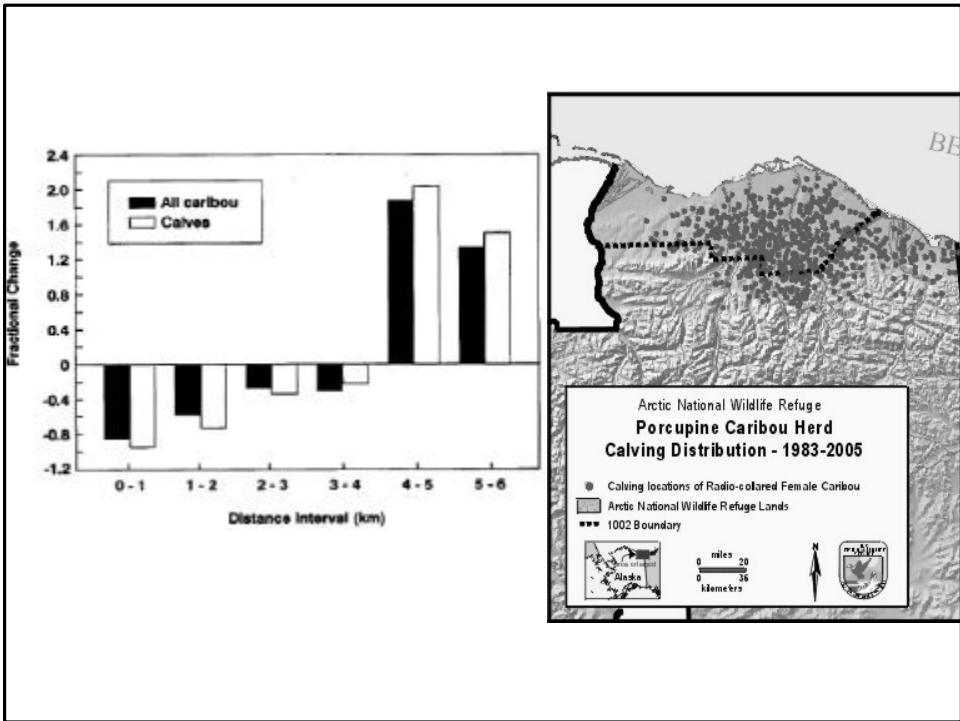 2.4
2.0
1.6
1.2
0.8
0.4
0
-0.4
-0.8
-1.2
Fractional Change
All caribou
Calves
0 - 1
1 - 2
2 - 3
3 - 4
4 - 5
5 - 6
Distance Interval (km)
BE
Arctic National Wildlife Refuge
Porcupine Caribou Herd
Calving Distribution - 1983-2005
Calving locations of Radio-collared Female Caribou
Arctic National Wildlife Refuge Lands
1002 Boundary
Alaska
miles
0 20
0 36
kilometers
N